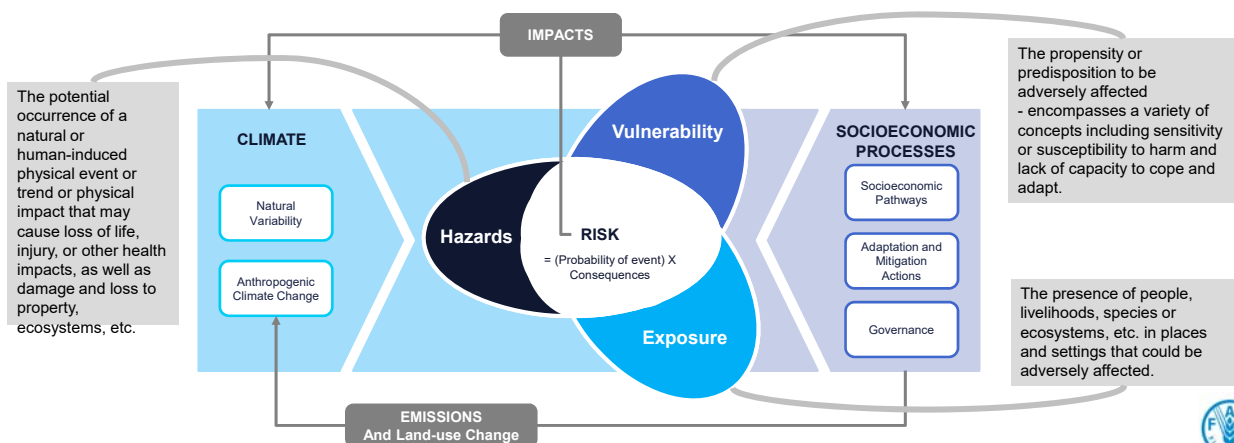 IMPACTS
The potential
occurrence of a
natural or
human-induced
physical event or
trend or physical
impact that may
cause loss of life,
injury, or other health
impacts, as well as
damage and loss to
property,
ecosystems, etc.
CLIMATE
Natural
Variability
Anthropogenic
Climate Change
Vulnerability
Hazards
RISK
= (Probability of event) X
Consequences
Exposure
SOCIOECONOMIC
PROCESSES
Socioeconomic
Pathways
Adaptation and
Mitigation
Actions
Governance
The propensity or
predisposition to be
adversely affected
- encompasses a variety of
concepts including sensitivity
or susceptibility to harm and
lack of capacity to cope and
adapt.
The presence of people,
livelihoods, species or
ecosystems, etc. in places
and settings that could be
adversely affected.
EMISSIONS
And Land-use Change
F A